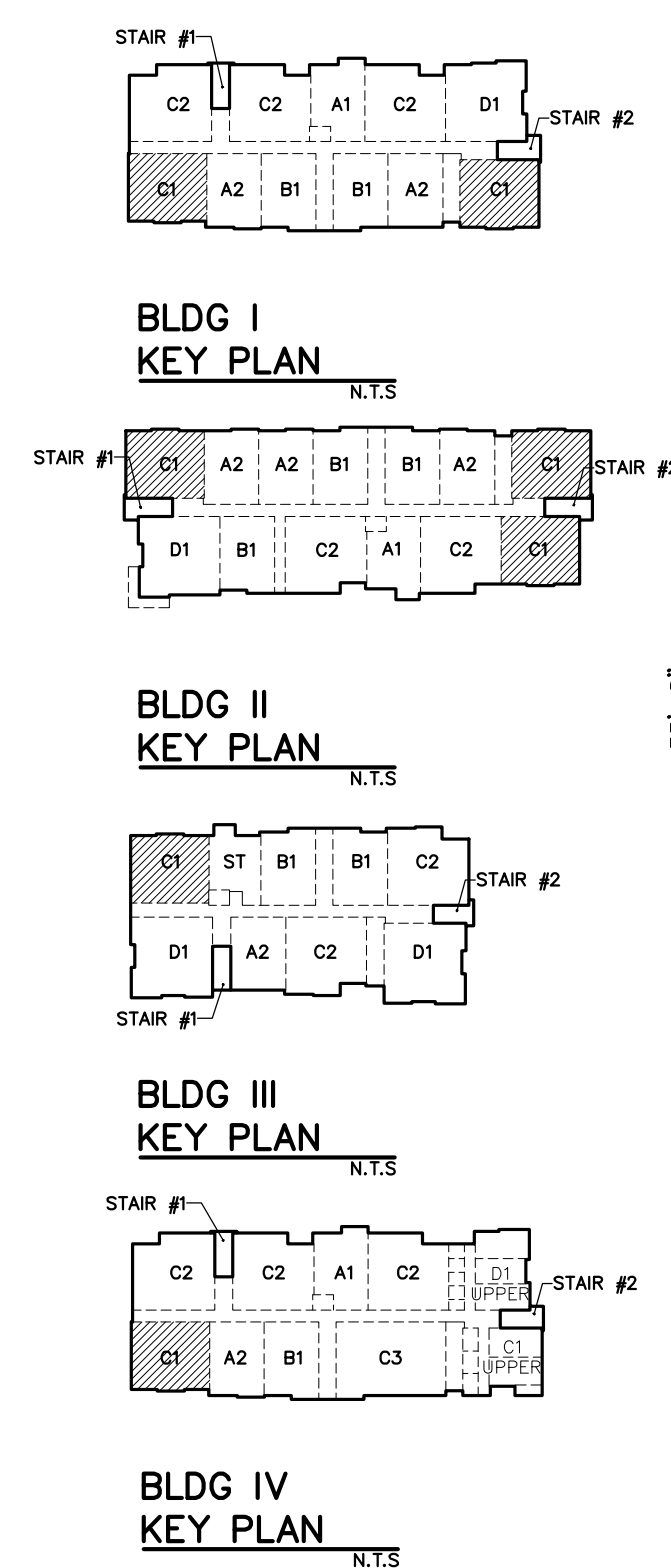 STAIR #1
C2 C2 A1 C2 D1
STAIR #2
C1 A2 B1 B1 A2 C1
BLDG I
KEY PLAN
N.T.S
STAIR #1
C1 A2 A2 B1 B1 A2 C1
STAIR #2
D1 B1 C2 A1 C2 C1
BLDG II
KEY PLAN
N.T.S
C1 ST B1 B1 C2
STAIR #2
D1 A2 C2 D1
STAIR #1
BLDG III
KEY PLAN
N.T.S
STAIR #1
C2 C2 A1 C2 D1
UPPER
STAIR #2
C1 A2 B1 C3 C1
UPPER
BLDG IV
KEY PLAN
N.T.S